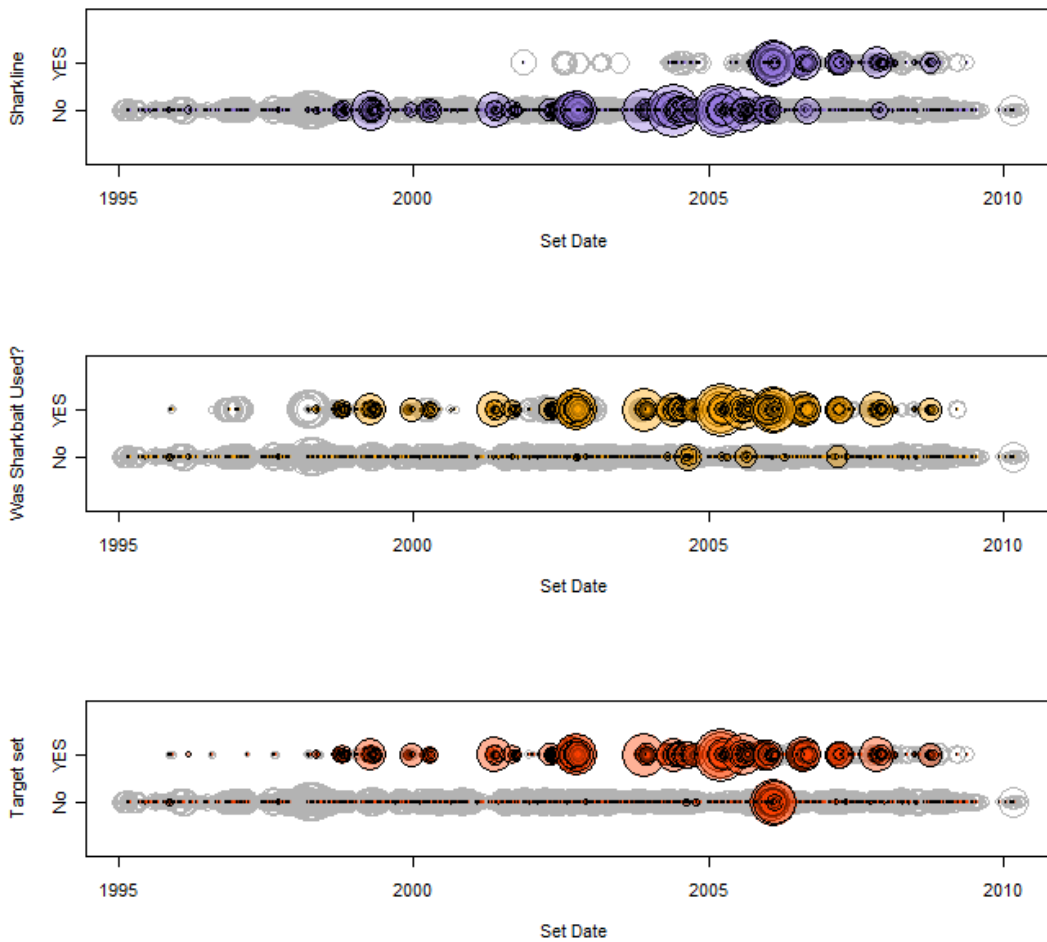 Sharkline
YES
No
1995 2000 2005 2010
Set Date
Was Sharkbait Used?
YES
No
1995 2000 2005 2010
Set Date
Target set
YES
No
1995 2000 2005 2010
Set Date